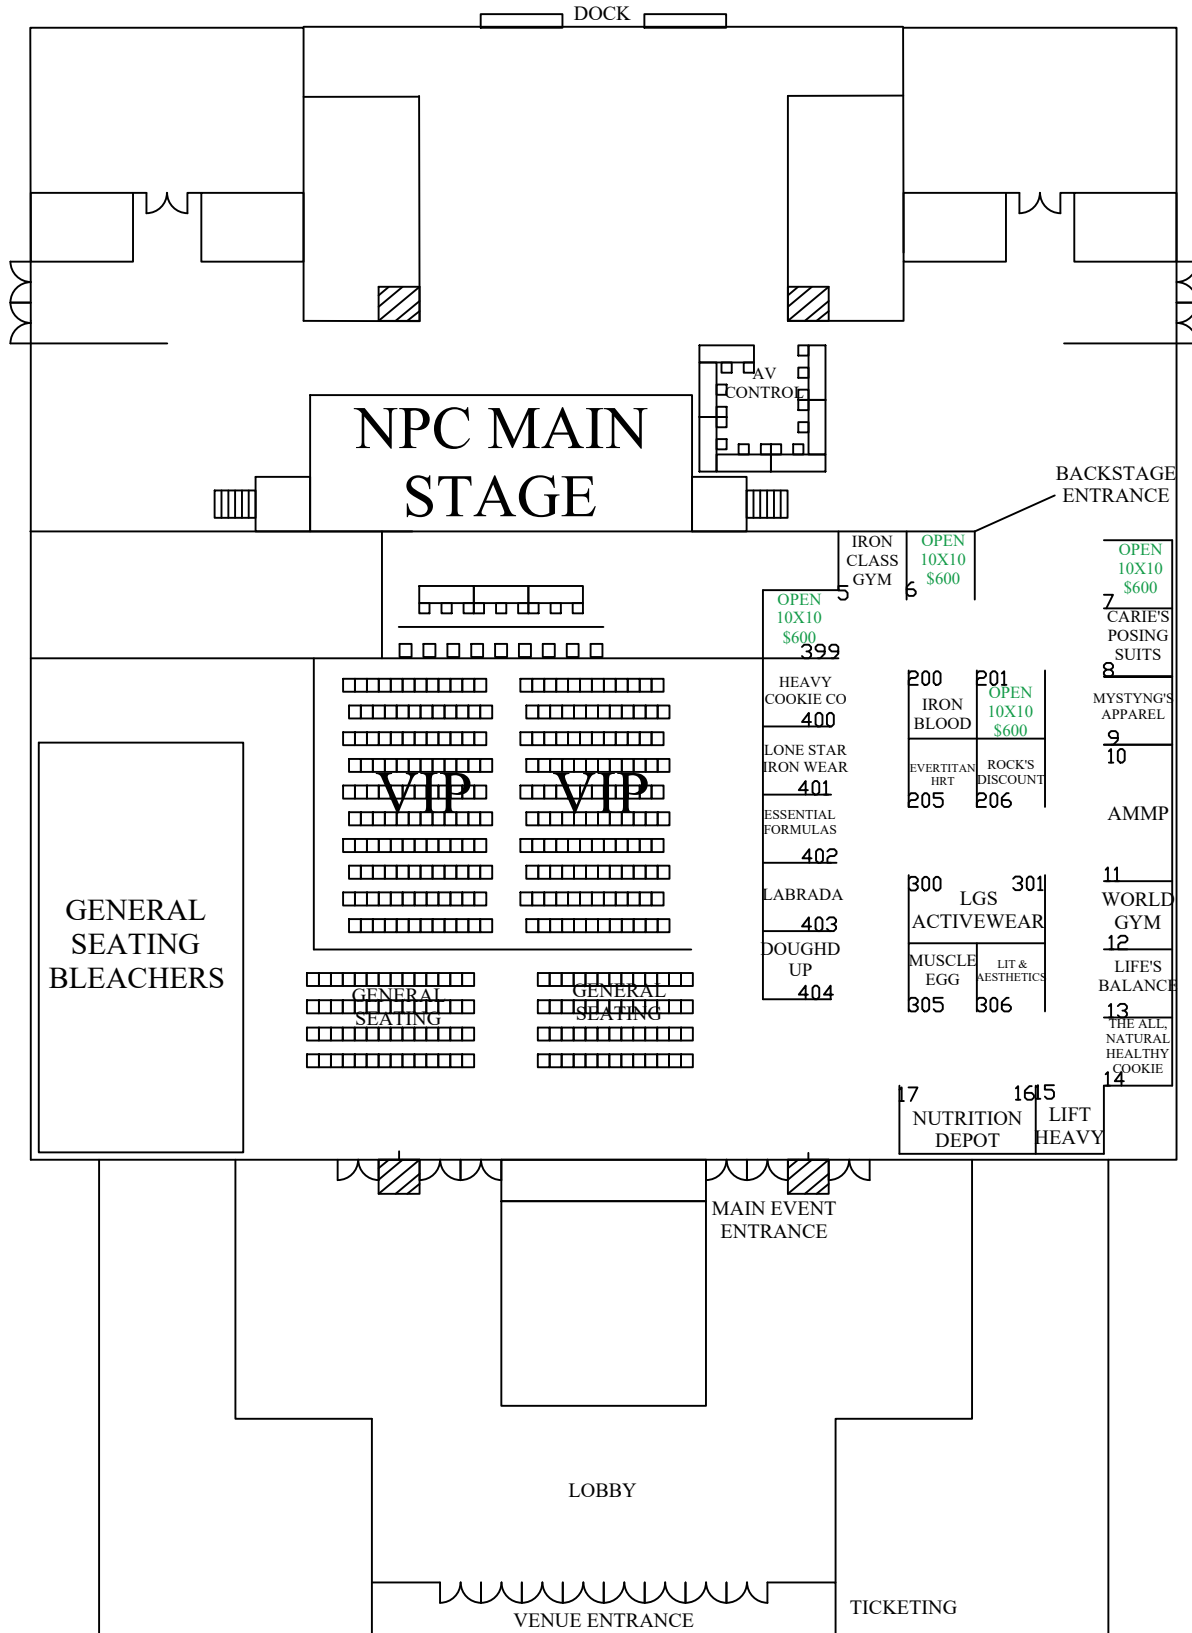 DOCK
AV
CONTROL
NPC MAIN
STAGE
BACKSTAGE
ENTRANCE
IRON
CLASS
GYM
5
OPEN
10X10
$600
6
OPEN
10X10
$600
7
OPEN
10X10
$600
399
CARIE'S
POSING
SUITS
8
HEAVY
COOKIE CO
400
200
IRON
BLOOD
201
OPEN
10X10
$600
MYSTYNG'S
APPAREL
9
LONE STAR
IRON WEAR
401
EVERTITAN
HRT
205
ROCK'S
DISCOUNT
206
10
AMMP
11
VIP
VIP
ESSENTIAL
FORMULAS
402
LABRADA
403
300
301
LGS
ACTIVEWEAR
WORLD
GYM
12
GENERAL
SEATING
BLEACHERS
DOUGHD
UP
404
MUSCLE
EGG
305
LIT &
AESTHETICS
306
LIFE'S
BALANCE
13
GENERAL
SEATING
GENERAL
SEATING
THE ALL,
NATURAL
HEALTHY
COOKIE
14
17
16
NUTRITION
DEPOT
15
LIFT
HEAVY
MAIN EVENT
ENTRANCE
LOBBY
VENUE ENTRANCE
TICKETING